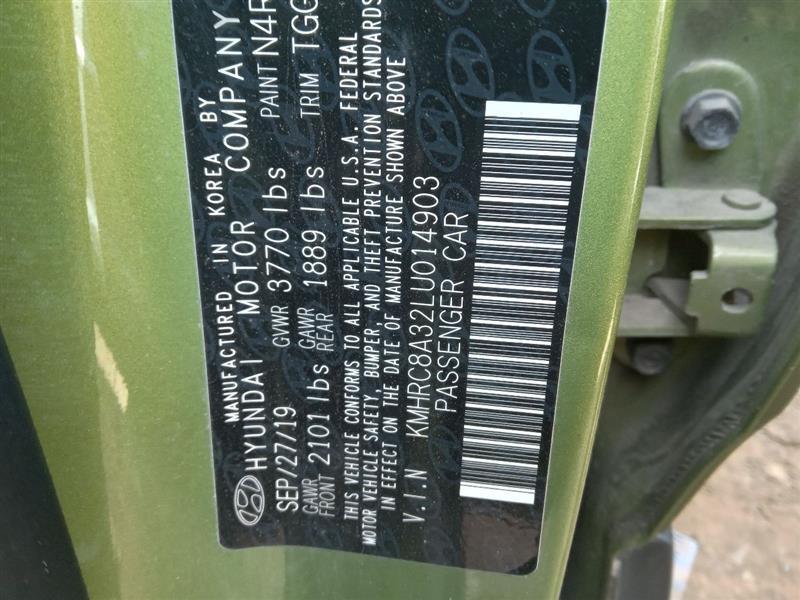 MANUFACTURED IN KOREA BY
HYUNDAI MOTOR COMPANY
SEP/27/19 GVWR 3770 lbs PAINT
GAWR FRONT 2101 lbs GAWR REAR 1889 lbs TRIM
THIS VEHICLE CONFORMS TO ALL APPLICABLE U.S.A. FEDERAL
MOTOR VEHICLE SAFETY, BUMPER, AND THEFT PREVENTION STANDARDS
IN EFFECT ON THE DATE OF MANUFACTURE SHOWN ABOVE
V.I.N KMHRC8A32LU014903
PASSENGER CAR